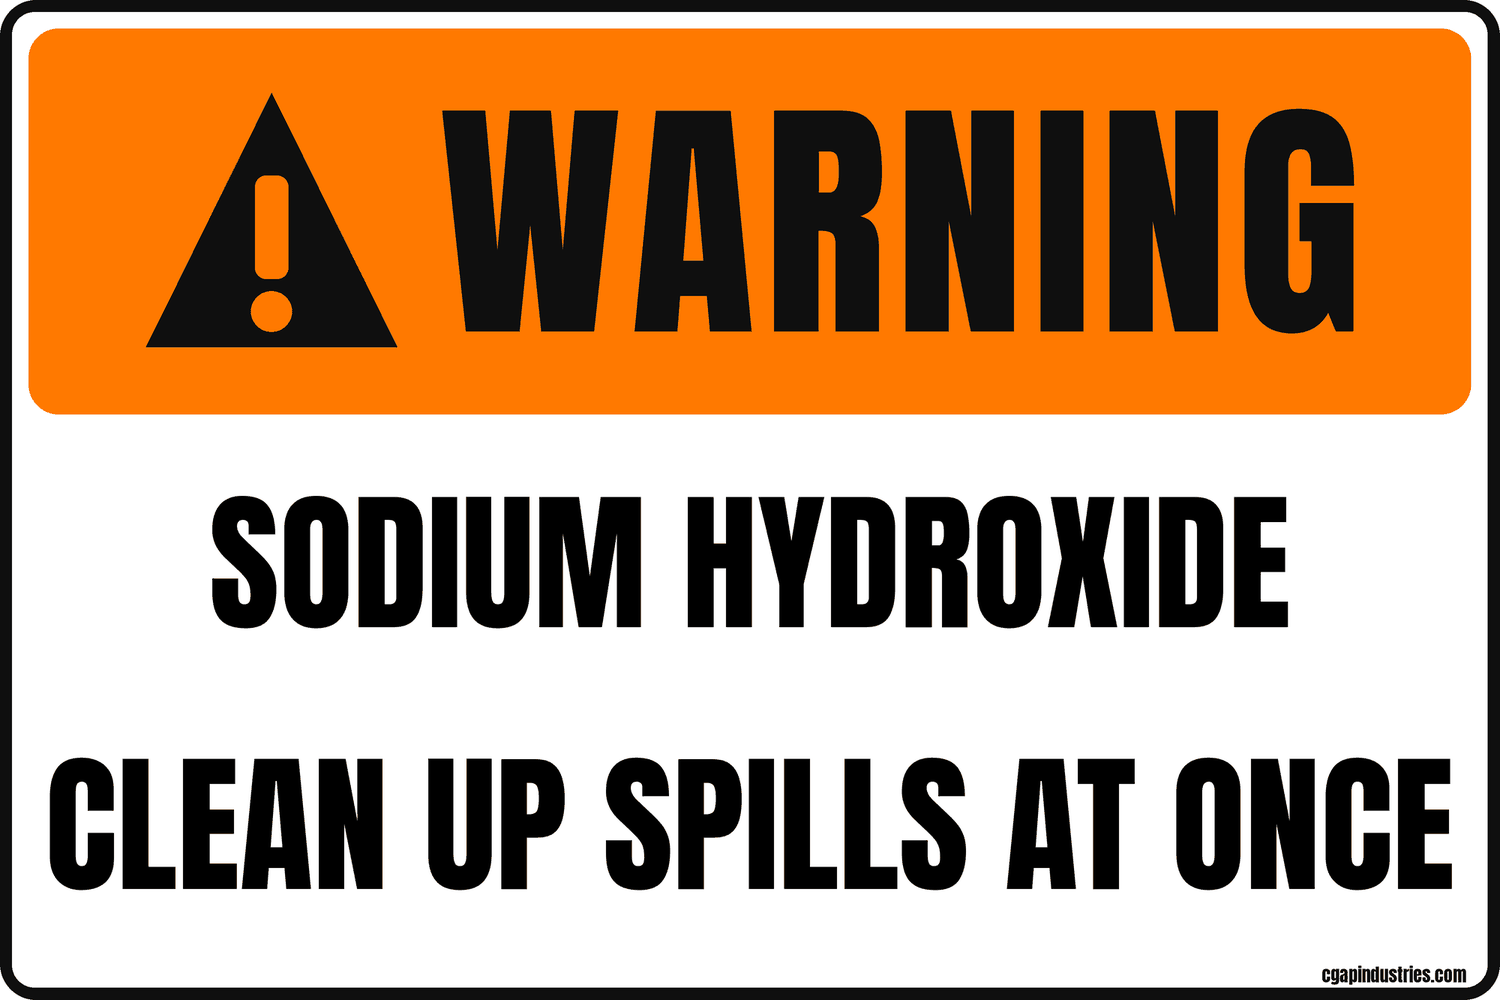 WARNING
SODIUM HYDROXIDE
CLEAN UP SPILLS AT ONCE
cgapindustries.com